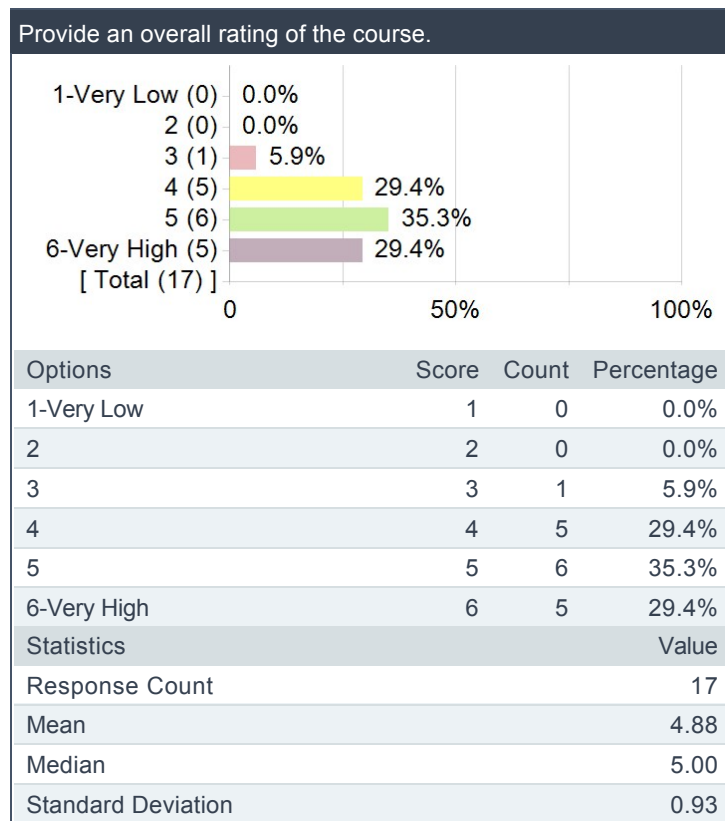 Provide an overall rating of the course.
1-Very Low (0) 0.0%
2 (0) 0.0%
3 (1) 5.9%
4 (5) 29.4%
5 (6) 35.3%
6-Very High (5) 29.4%
[ Total (17) ]
0 50% 100%
Options Score Count Percentage
1-Very Low 1 0 0.0%
2 2 0 0.0%
3 3 1 5.9%
4 4 5 29.4%
5 5 6 35.3%
6-Very High 6 5 29.4%
Statistics Value
Response Count 17
Mean 4.88
Median 5.00
Standard Deviation 0.93